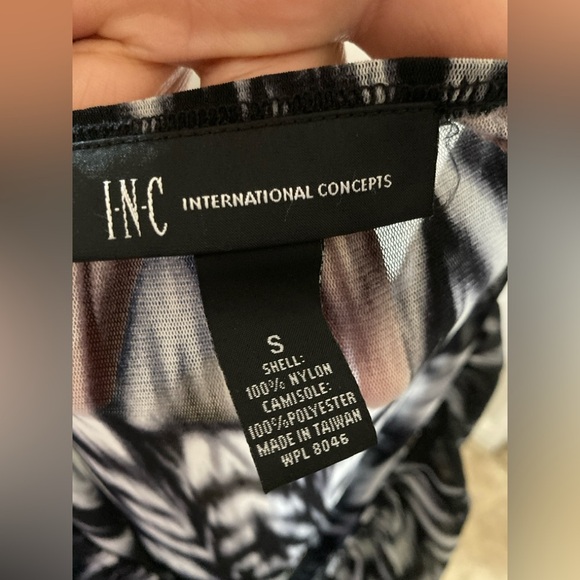 I-N-C INTERNATIONAL CONCEPTS
S
SHELL:
100% NYLON
CAMISOLE:
100%POLYESTER
MADE IN TAIWAN
WPL 8046